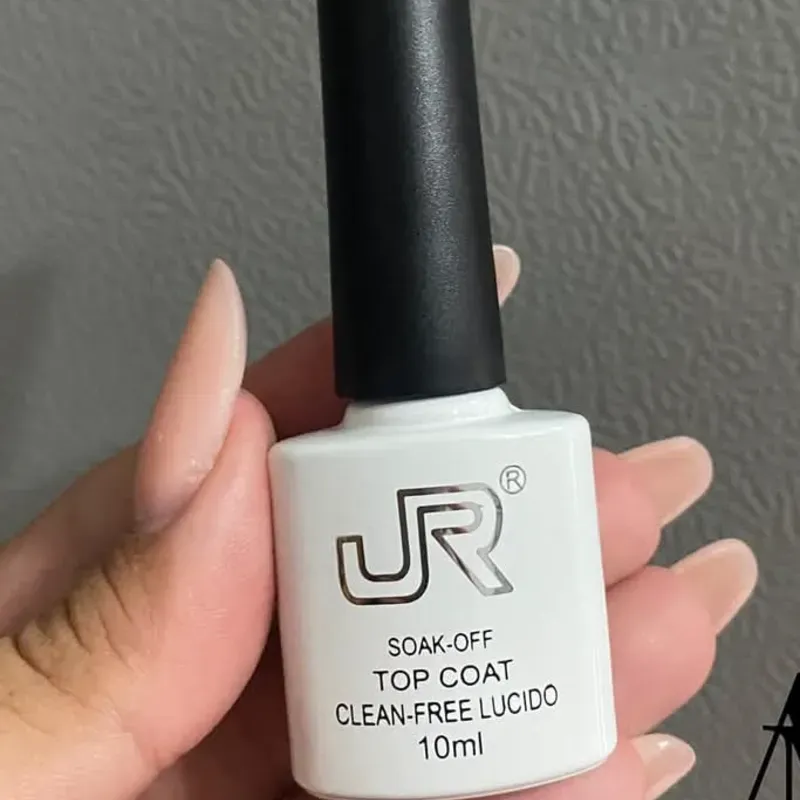 JR®
SOAK-OFF
TOP COAT
CLEAN-FREE LUCIDO
10ml